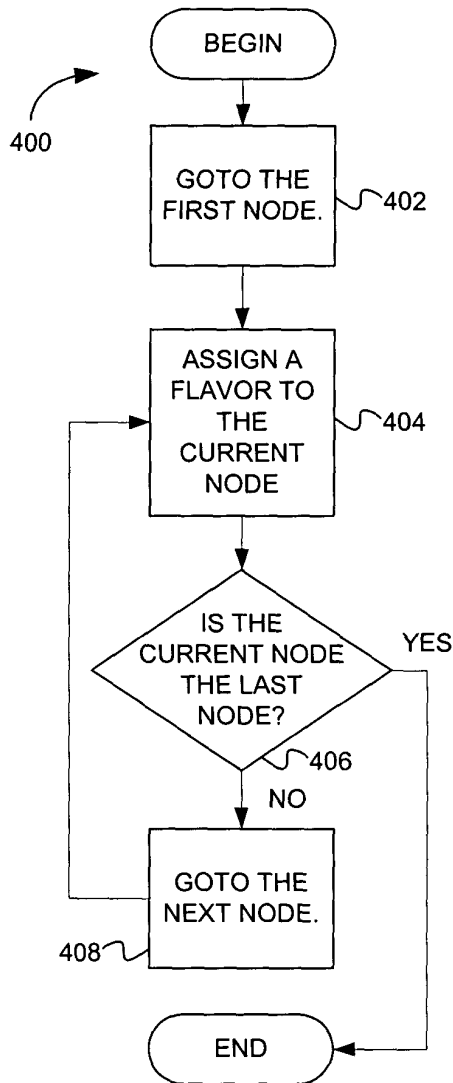 BEGIN
400
GOTO THE
FIRST NODE.
402
ASSIGN A
FLAVOR TO
THE
CURRENT
NODE
404
IS THE
CURRENT NODE
THE LAST
NODE?
YES
406
NO
GOTO THE
NEXT NODE.
408
END